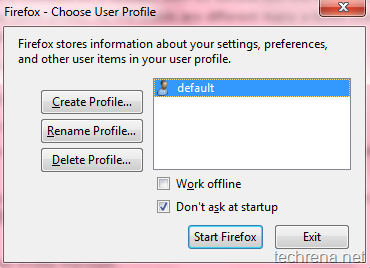 Firefox - Choose User Profile
Firefox stores information about your settings, preferences,
and other user items in your user profile.
Create Profile...
Rename Profile...
Delete Profile...
default
Work offline
Don't ask at startup
Start Firefox
Exit
techrena.net